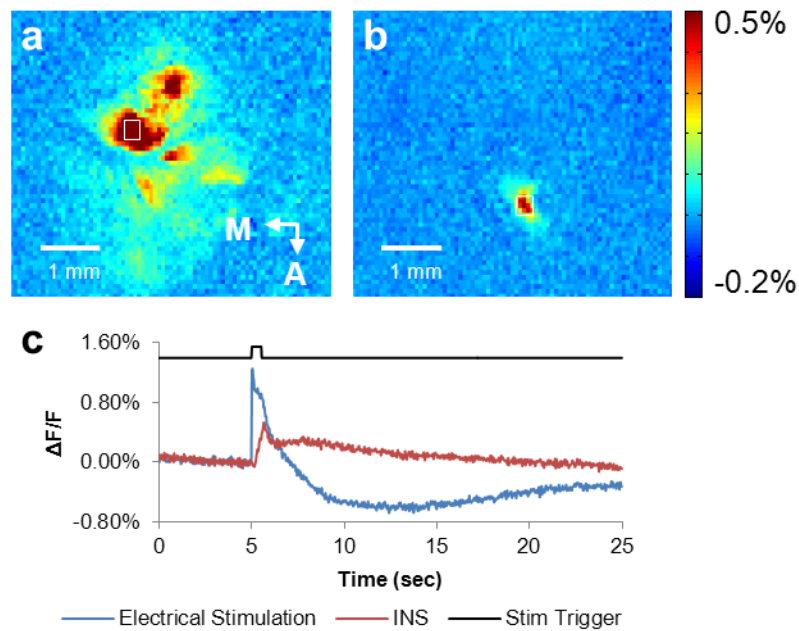 a
b
0.5%
M
A
1 mm
1 mm
-0.2%
c
1.60%
0.80%
0.00%
-0.80%
ΔF/F
0 5 10 15 20 25
Time (sec)
Electrical Stimulation INS Stim Trigger